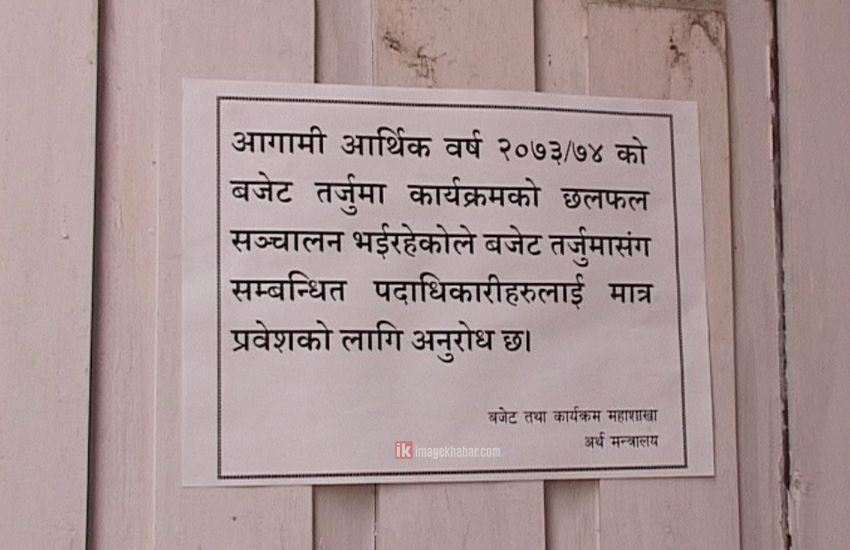 आगामी आर्थिक वर्ष २०७३/७४ को
बजेट तर्जुमा कार्यक्रमको छलफल
सञ्चालन भईरहेकोले बजेट तर्जुमासंग
सम्बन्धित पदाधिकारीहरुलाई मात्र
प्रवेशको लागि अनुरोध छ।
बजेट तथा कार्यक्रम महाशाखा
अर्थ मन्त्रालय
ik imagekhabar.com